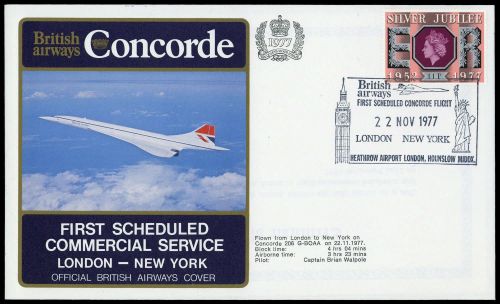 British airways Concorde
1977
SILVER JUBILEE
E R
1952 1977
British airways
FIRST SCHEDULED CONCORDE FLIGHT
22 NOV 1977
LONDON NEW YORK
HEATHROW AIRPORT LONDON, HOUNSLOW MIDDX.
FIRST SCHEDULED
COMMERCIAL SERVICE
LONDON – NEW YORK
OFFICIAL BRITISH AIRWAYS COVER
Flown from London to New York on
Concorde 206 G-BOAA on 22.11.1977.
Block time: 4 hrs 04 mins
Airborne time: 3 hrs 23 mins
Pilot: Captain Brian Walpole